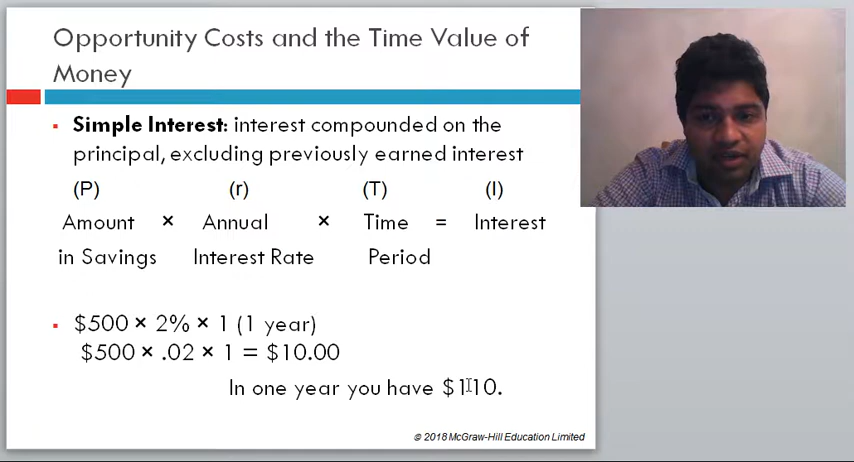 Opportunity Costs and the Time Value of
Money
▪ Simple Interest: interest compounded on the
principal, excluding previously earned interest
(P) (r) (T) (I)
Amount × Annual × Time = Interest
in Savings Interest Rate Period
▪ $500 × 2% × 1 (1 year)
$500 × .02 × 1 = $10.00
In one year you have $110.
© 2018 McGraw-Hill Education Limited